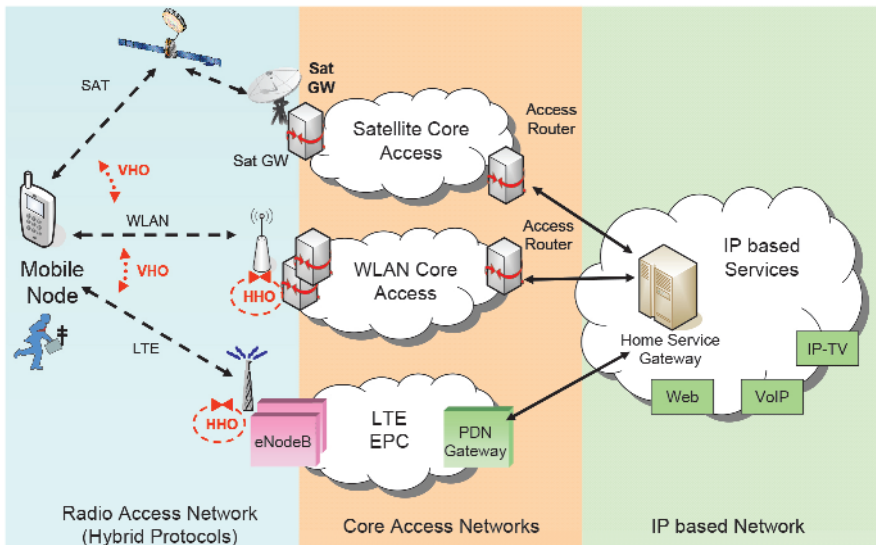 SAT
Sat
GW
Sat GW
Satellite Core
Access
Access
Router
VHO
WLAN
VHO
Mobile
Node
HHO
WLAN Core
Access
Access
Router
IP based
Services
Home Service
Gateway
IP-TV
Web
VoIP
LTE
HHO
eNodeB
LTE
EPC
PDN
Gateway
Radio Access Network
(Hybrid Protocols)
Core Access Networks
IP based Network